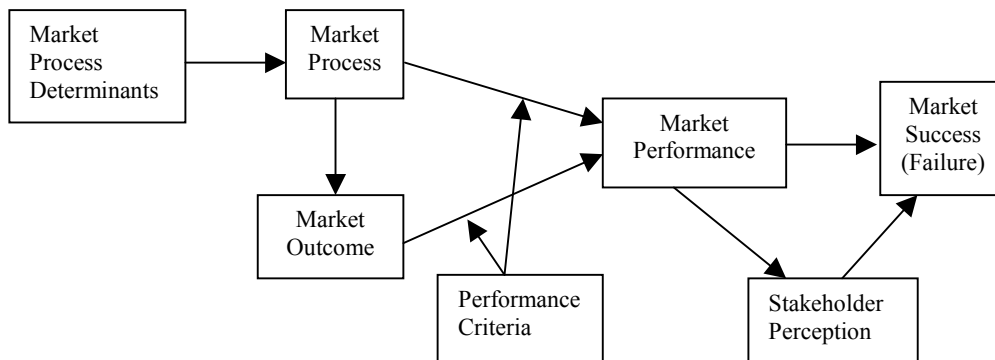 Market
Process
Determinants
Market
Process
Market
Outcome
Performance
Criteria
Market
Performance
Stakeholder
Perception
Market
Success
(Failure)